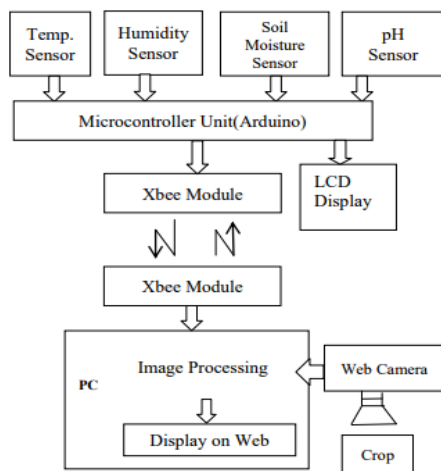 Temp.
Sensor
Humidity
Sensor
Soil
Moisture
Sensor
pH
Sensor
Microcontroller Unit(Arduino)
Xbee Module
LCD
Display
Xbee Module
Image Processing
PC
Web Camera
Display on Web
Crop